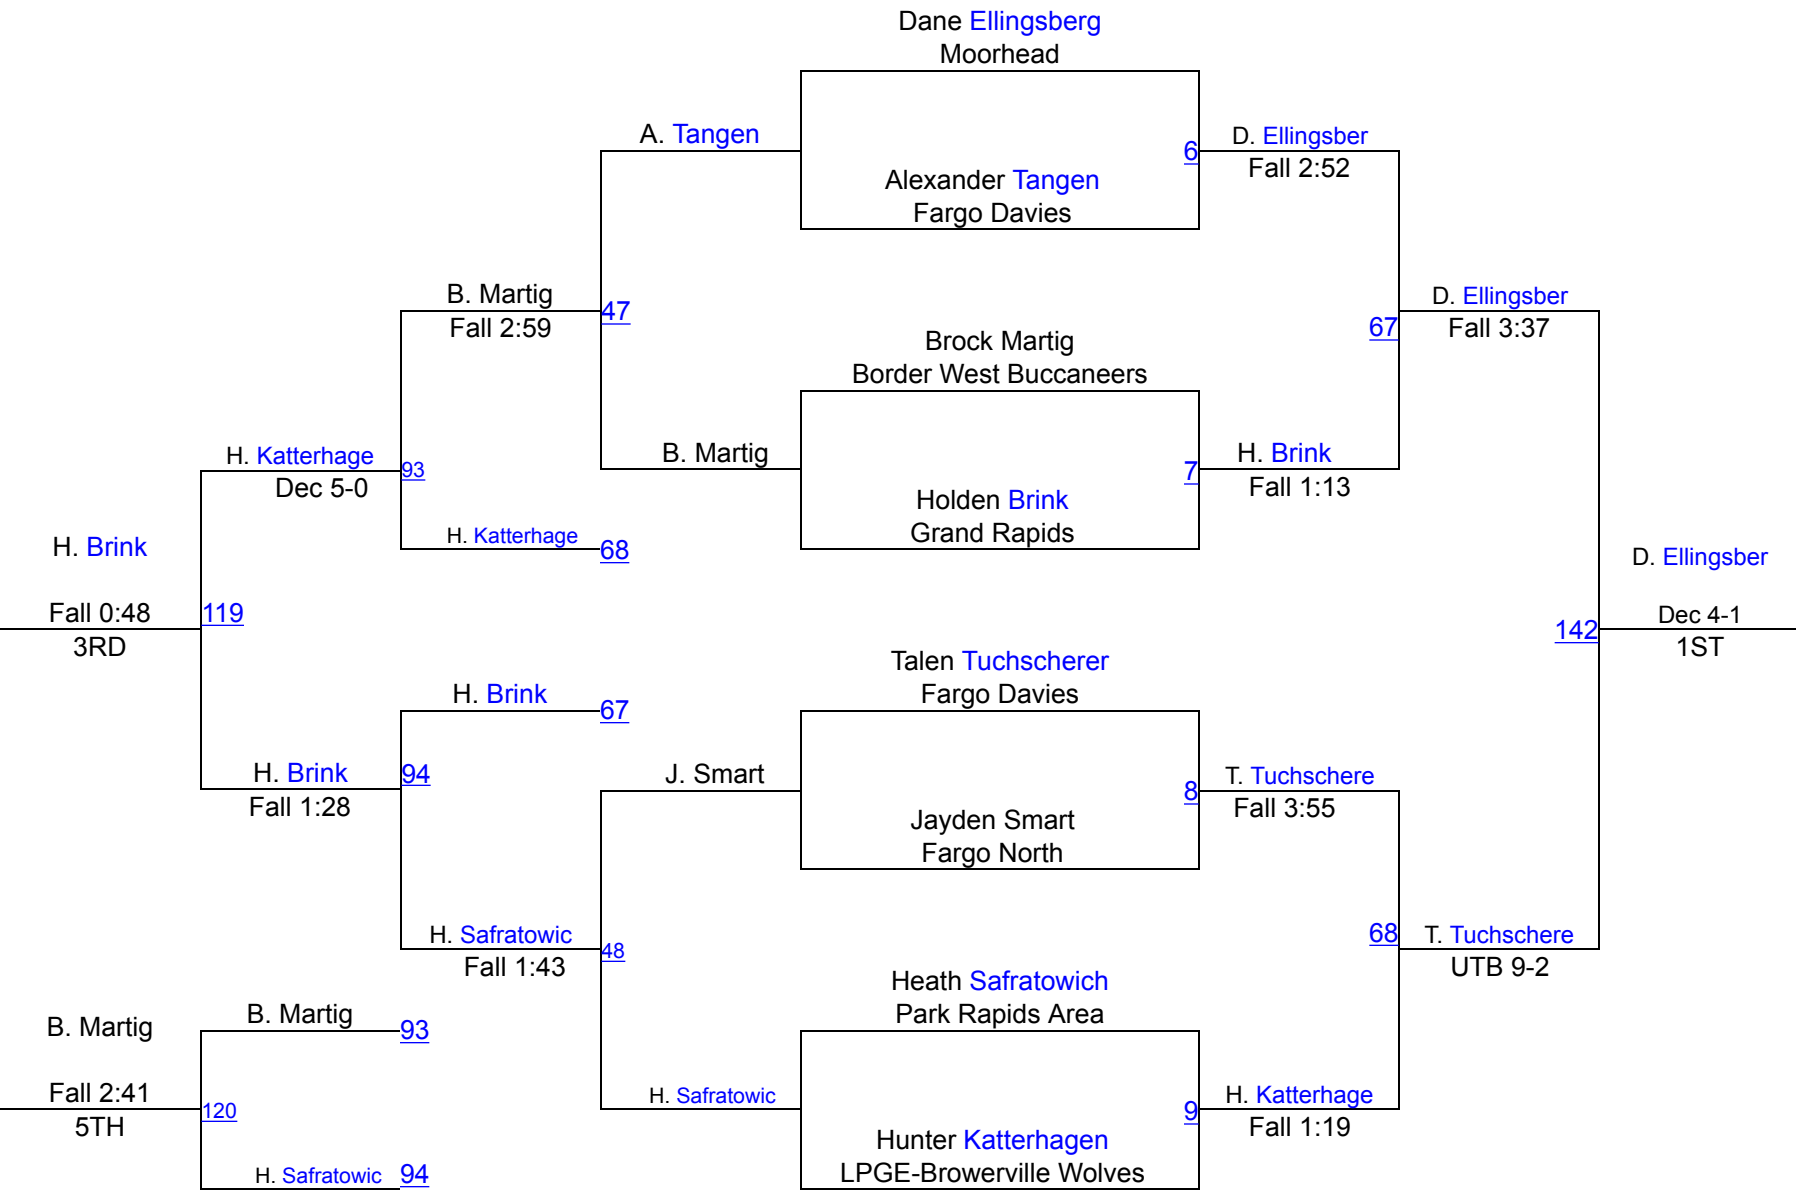 Dane Ellingsberg
Moorhead
A. Tangen
6
D. Ellingsber
Fall 2:52
Alexander Tangen
Fargo Davies
B. Martig
Fall 2:59
47
D. Ellingsber
Fall 3:37
67
Brock Martig
Border West Buccaneers
H. Katterhage
Dec 5-0
93
B. Martig
7
H. Brink
Fall 1:13
Holden Brink
Grand Rapids
H. Katterhage
68
H. Brink
Fall 0:48
3RD
119
D. Ellingsber
Dec 4-1
1ST
142
Talen Tuchscherer
Fargo Davies
H. Brink
67
H. Brink
Fall 1:28
94
J. Smart
8
T. Tuchschere
Fall 3:55
Jayden Smart
Fargo North
H. Safratowic
Fall 1:43
48
68
T. Tuchschere
UTB 9-2
Heath Safratowich
Park Rapids Area
B. Martig
B. Martig
93
Fall 2:41
5TH
120
H. Safratowic
9
H. Katterhage
Fall 1:19
Hunter Katterhagen
LPGE-Browerville Wolves
H. Safratowic
94